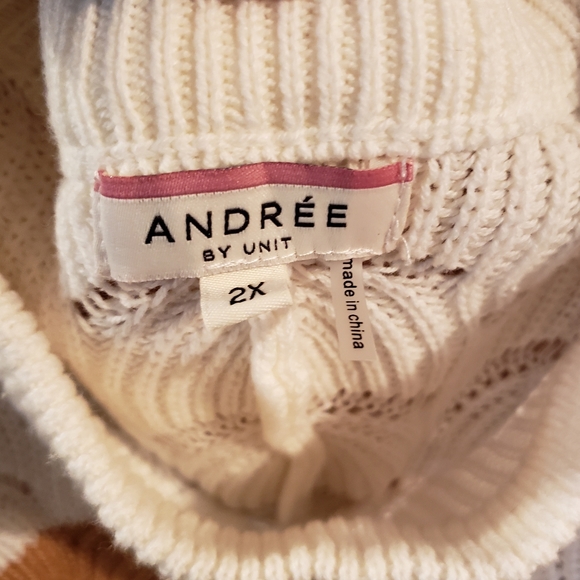 ANDRÉE
BY UNIT
2X
made in china